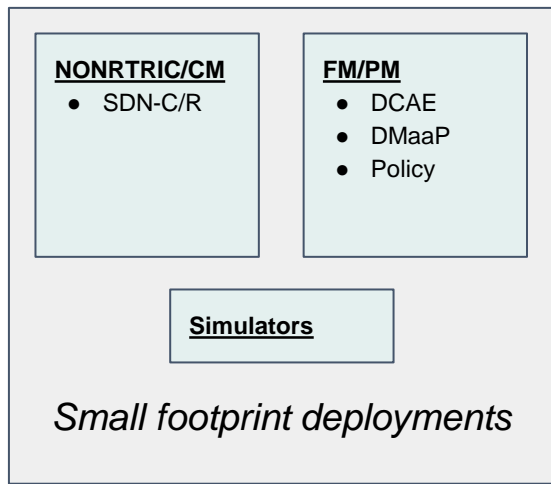 NONRTRIC/CM
● SDN-C/R
FM/PM
● DCAE
● DMaaP
● Policy
Simulators
Small footprint deployments